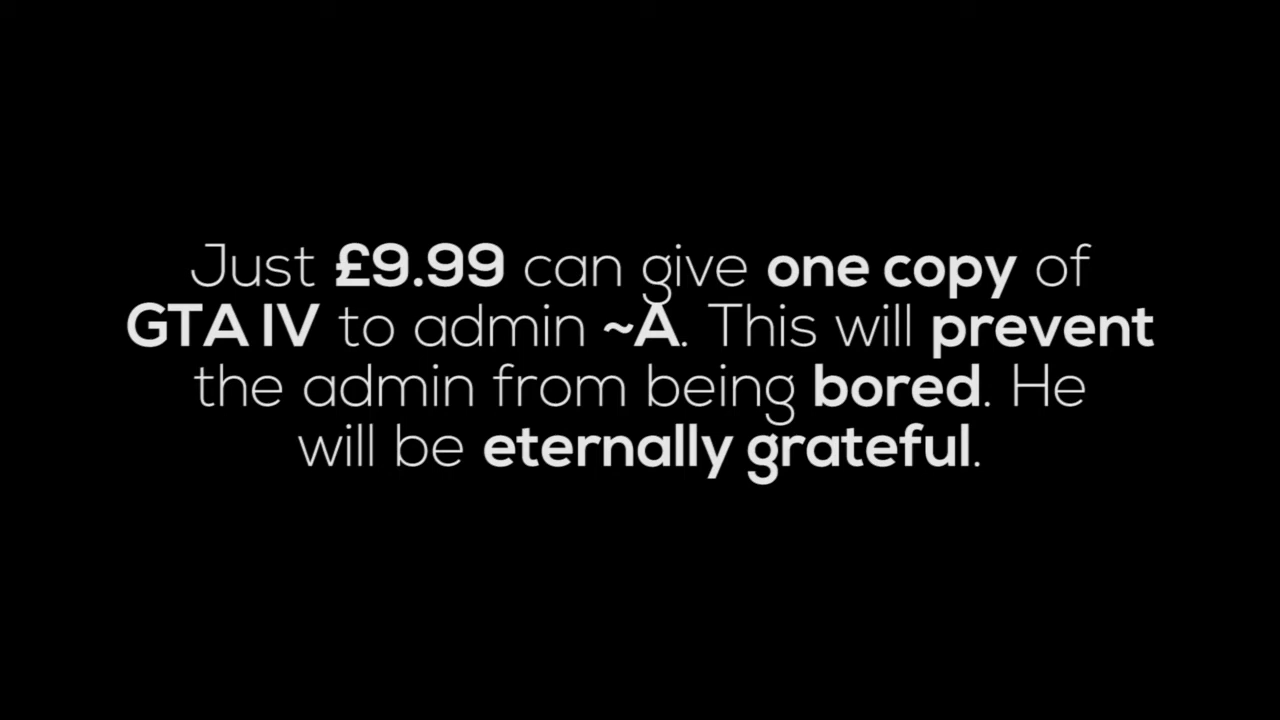 Just £9.99 can give one copy of
GTA IV to admin ~A. This will prevent
the admin from being bored. He
will be eternally grateful.